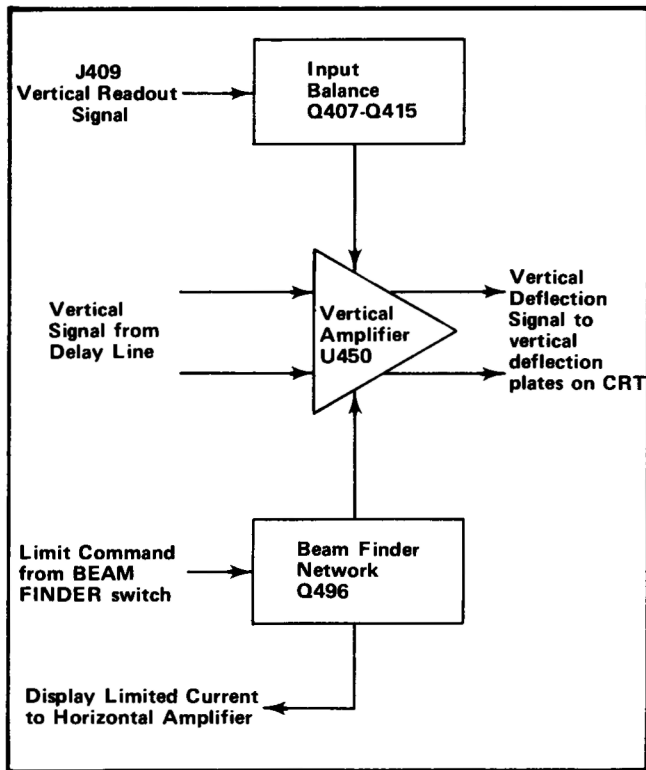 J409
Vertical Readout
Signal
Input
Balance
Q407-Q415
Vertical
Signal from
Delay Line
Vertical
Amplifier
U450
Vertical
Deflection
Signal to
vertical
deflection
plates on CRT
Limit Command
from BEAM
FINDER switch
Beam Finder
Network
Q496
Display Limited Current
to Horizontal Amplifier